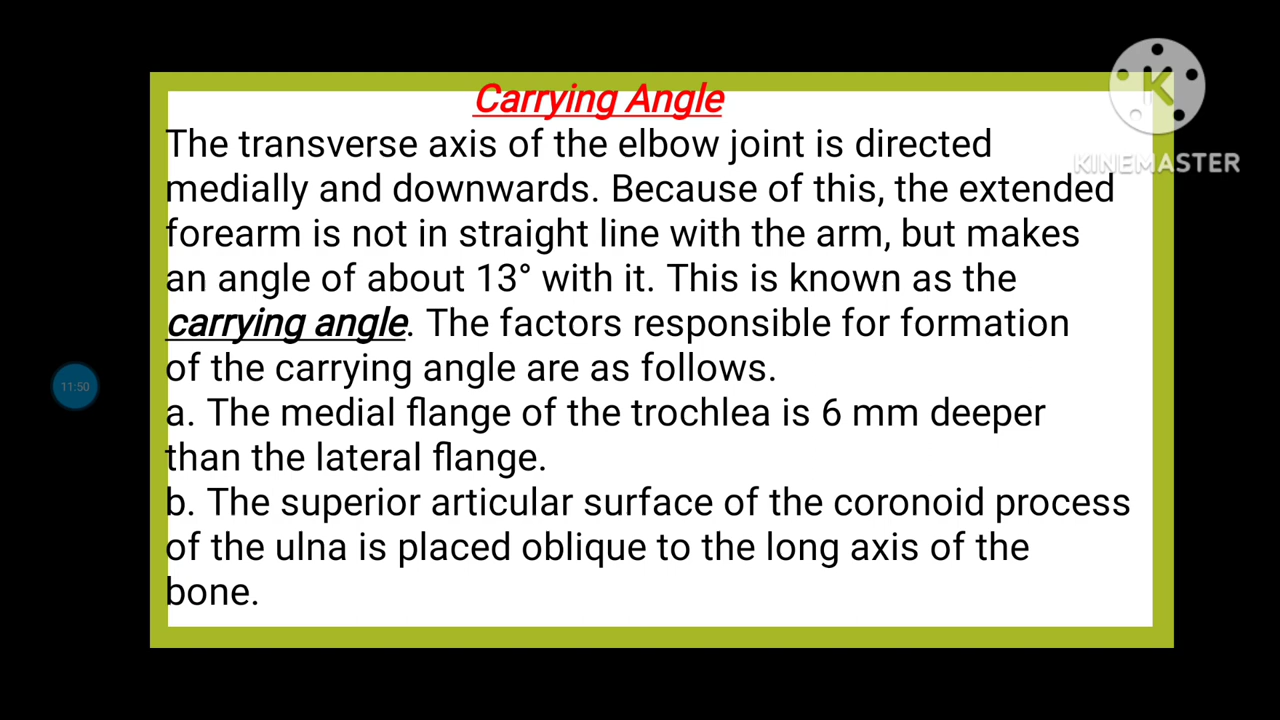 Carrying Angle
The transverse axis of the elbow joint is directed
medially and downwards. Because of this, the extended
forearm is not in straight line with the arm, but makes
an angle of about 13° with it. This is known as the
carrying angle. The factors responsible for formation
of the carrying angle are as follows.
a. The medial flange of the trochlea is 6 mm deeper
than the lateral flange.
b. The superior articular surface of the coronoid process
of the ulna is placed oblique to the long axis of the
bone.
K
KINEMASTER
11:50